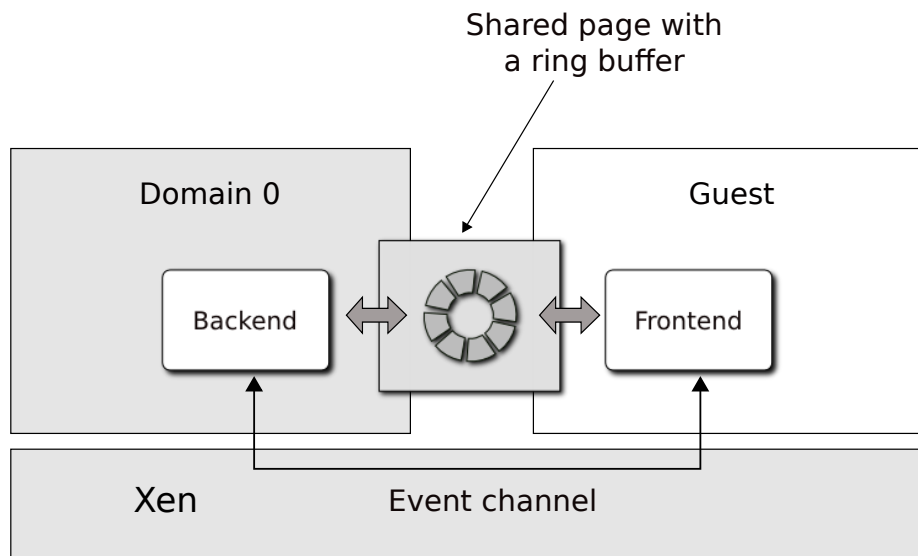 Shared page with
a ring buffer
Domain 0
Guest
Backend
Frontend
Xen
Event channel